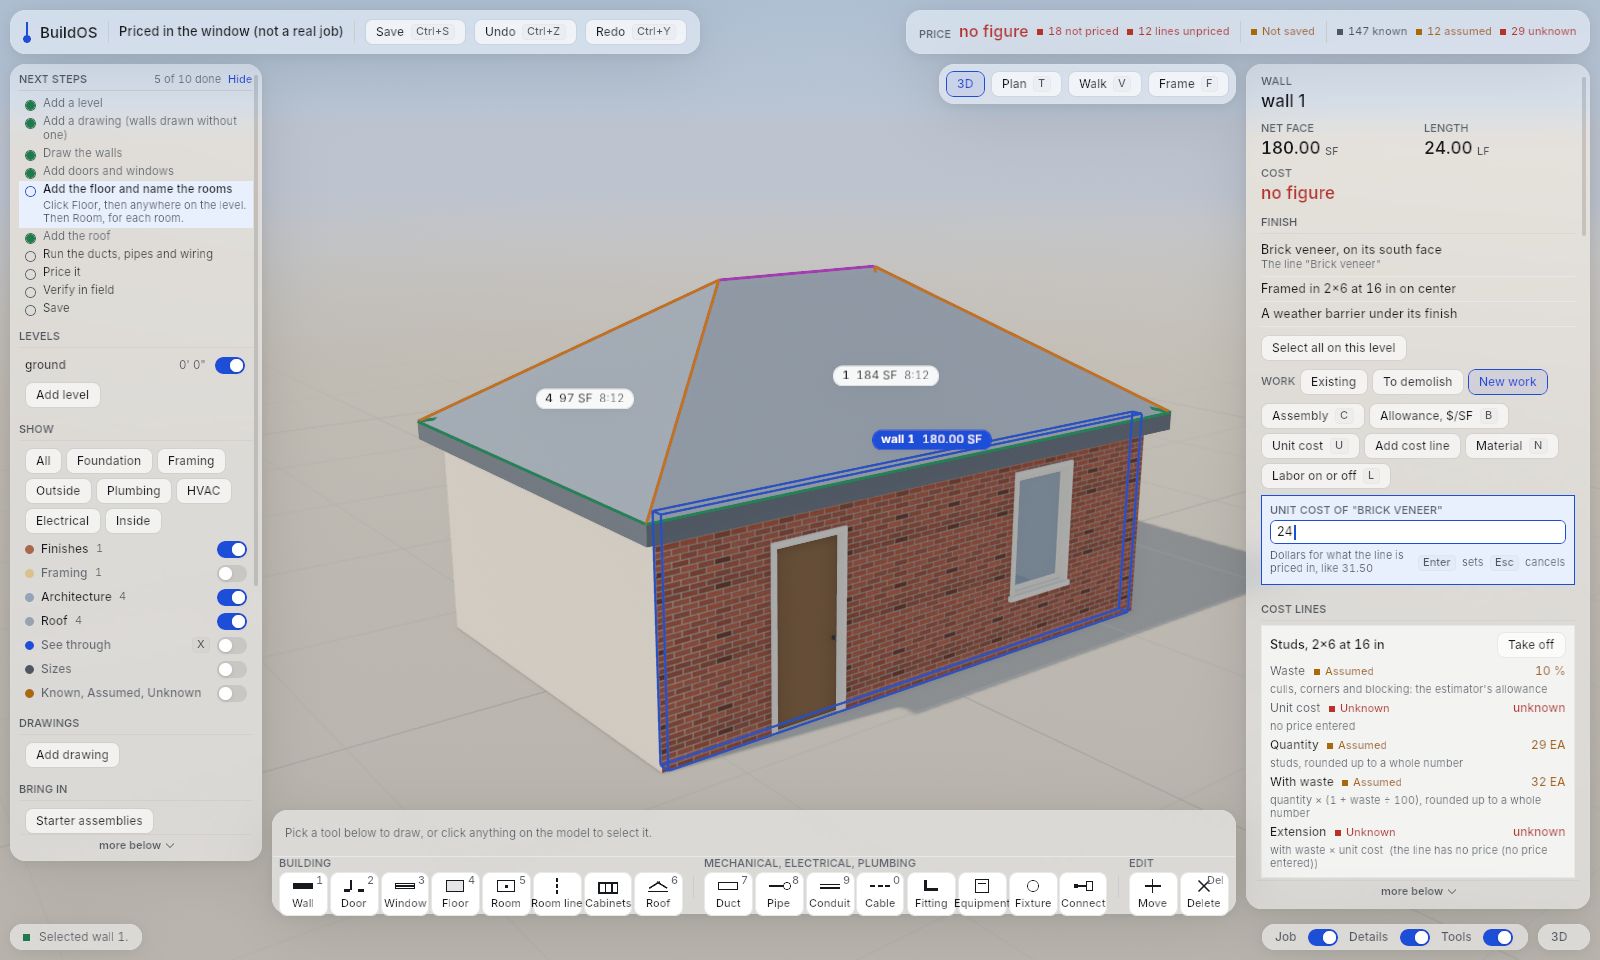 BuildOS
Priced in the window (not a real job)
Save Ctrl+S
Undo Ctrl+Z
Redo Ctrl+Y
PRICE no figure 18 not priced 12 lines unpriced Not saved 147 known 12 assumed 29 unknown
3D
Plan T
Walk V
Frame F
NEXT STEPS 5 of 10 done Hide
Add a level
Add a drawing (walls drawn without
one)
Draw the walls
Add doors and windows
Add the floor and name the rooms
Click Floor, then anywhere on the level.
Then Room, for each room.
Add the roof
Run the ducts, pipes and wiring
Price it
Verify in field
Save
LEVELS
ground 0' 0"
Add level
SHOW
All Foundation Framing
Outside Plumbing HVAC
Electrical Inside
Finishes 1
Framing 1
Architecture 4
Roof 4
See through X
Sizes
Known, Assumed, Unknown
DRAWINGS
Add drawing
BRING IN
Starter assemblies
more below
4 97 SF 8:12
1 184 SF 8:12
wall 1 180.00 SF
WALL
wall 1
NET FACE LENGTH
180.00 SF 24.00 LF
COST
no figure
FINISH
Brick veneer, on its south face
The line "Brick veneer"
Framed in 2×6 at 16 in on center
A weather barrier under its finish
Select all on this level
WORK Existing To demolish New work
Assembly C Allowance, $/SF B
Unit cost U Add cost line Material N
Labor on or off L
UNIT COST OF "BRICK VENEER"
24
Dollars for what the line is
priced in, like 31.50
Enter sets Esc cancels
COST LINES
Studs, 2×6 at 16 in Take off
Waste Assumed 10 %
culls, corners and blocking: the estimator's allowance
Unit cost Unknown unknown
no price entered
Quantity Assumed 29 EA
studs, rounded up to a whole number
With waste Assumed 32 EA
quantity × (1 + waste ÷ 100), rounded up to a whole
number
Extension Unknown unknown
with waste × unit cost (the line has no price (no price
entered))
more below
Pick a tool below to draw, or click anything on the model to select it.
BUILDING
Wall 1
Door 2
Window 3
Floor 4
Room 5
Room line
Cabinets
Roof 6
MECHANICAL, ELECTRICAL, PLUMBING
Duct 7
Pipe 8
Conduit 9
Cable 0
Fitting
Equipment
Fixture
Connect
EDIT
Move
Delete Del
Selected wall 1.
Job Details Tools 3D